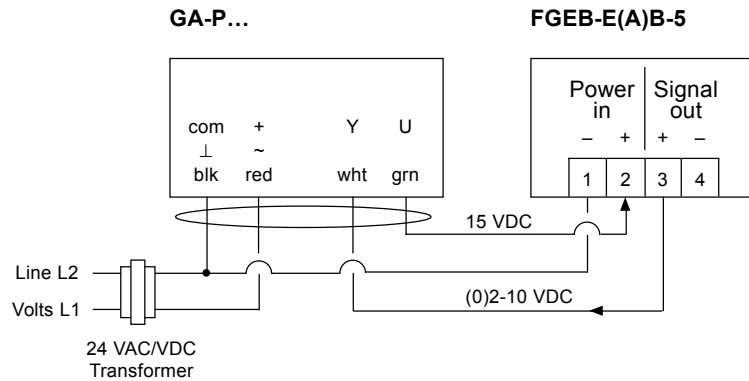 GA-P… FGEB-E(A)B-5
Power in Signal out
com + Y U
– + + –
⊥ ~
blk red wht grn
1 2 3 4
15 VDC
Line L2
(0)2-10 VDC
Volts L1
24 VAC/VDC
Transformer